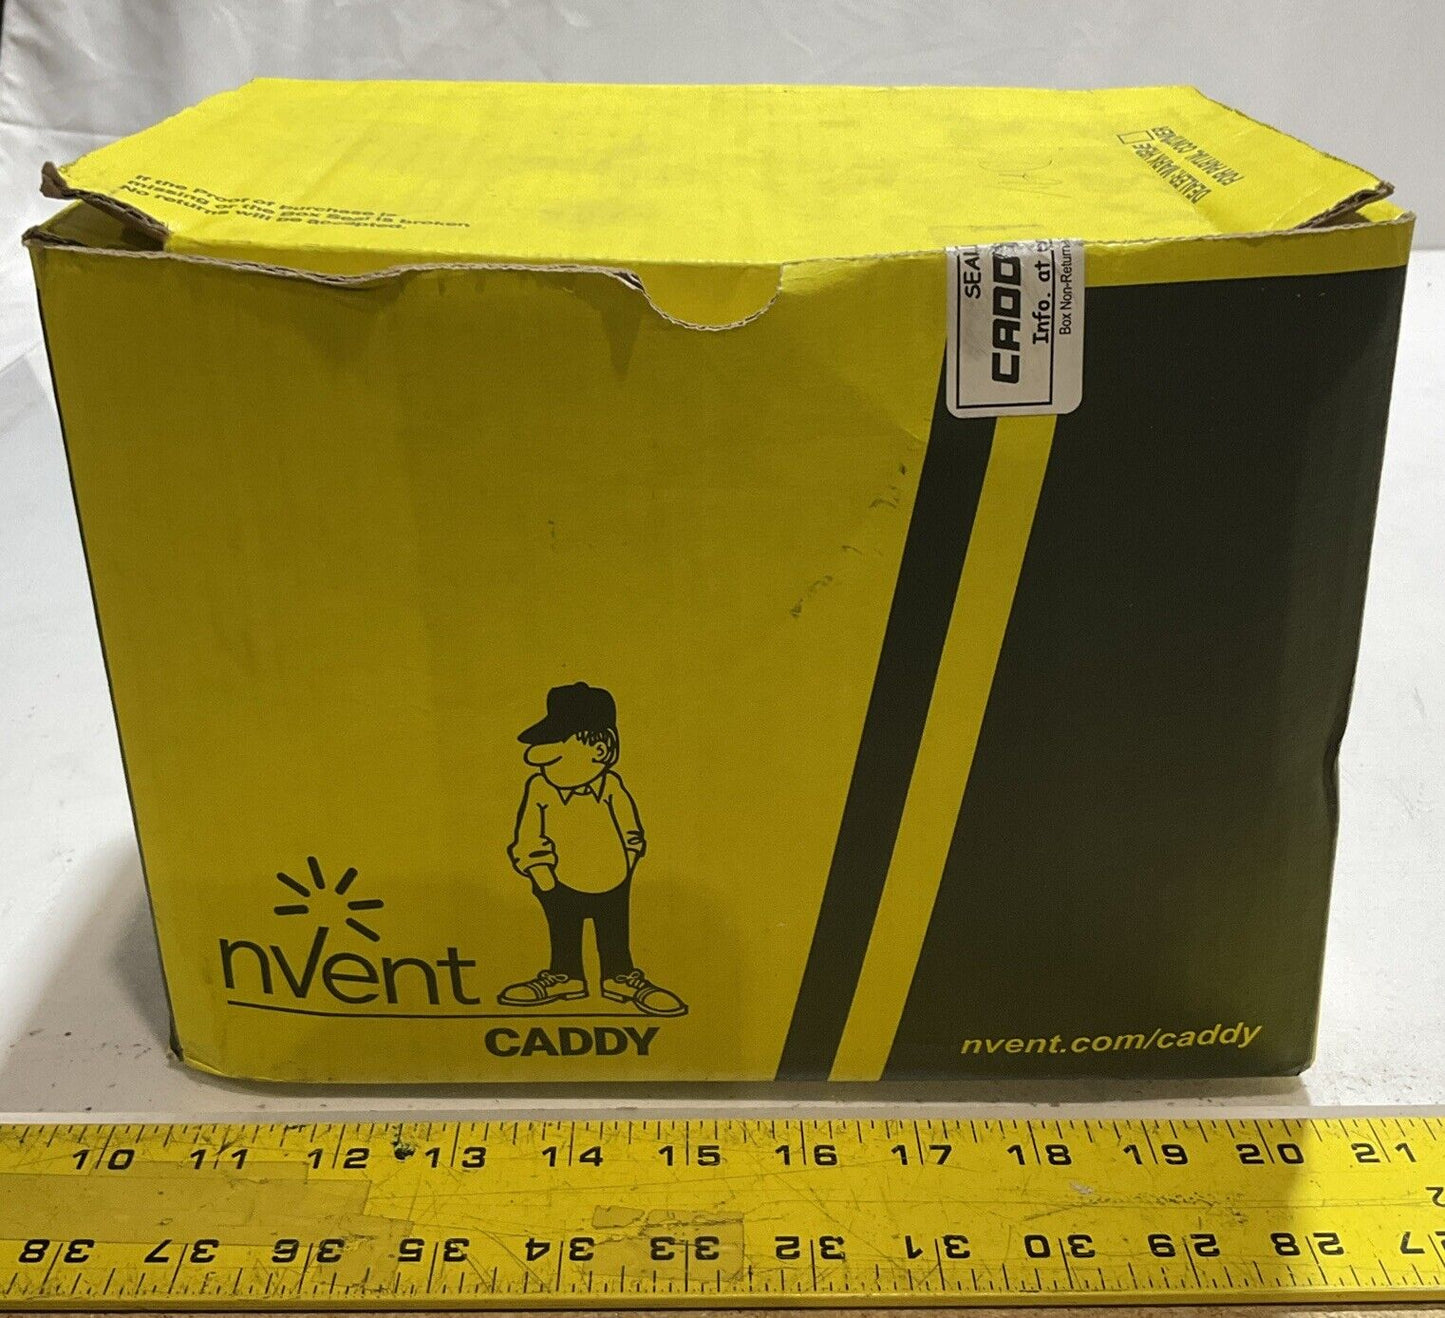 If the Proof of purchase is
missing or the Box Seal is broken
No returns will be accepted.
DEALER: MARK HERE
FOR PARTIAL CONTAINER
CADD
Info. at
Box Non-Return
nvent
CADDY
nvent.com/caddy
10 11 12 13 14 15 16 17 18 19 20 21
38 37 36 35 34 33 32 31 30 29 28 27